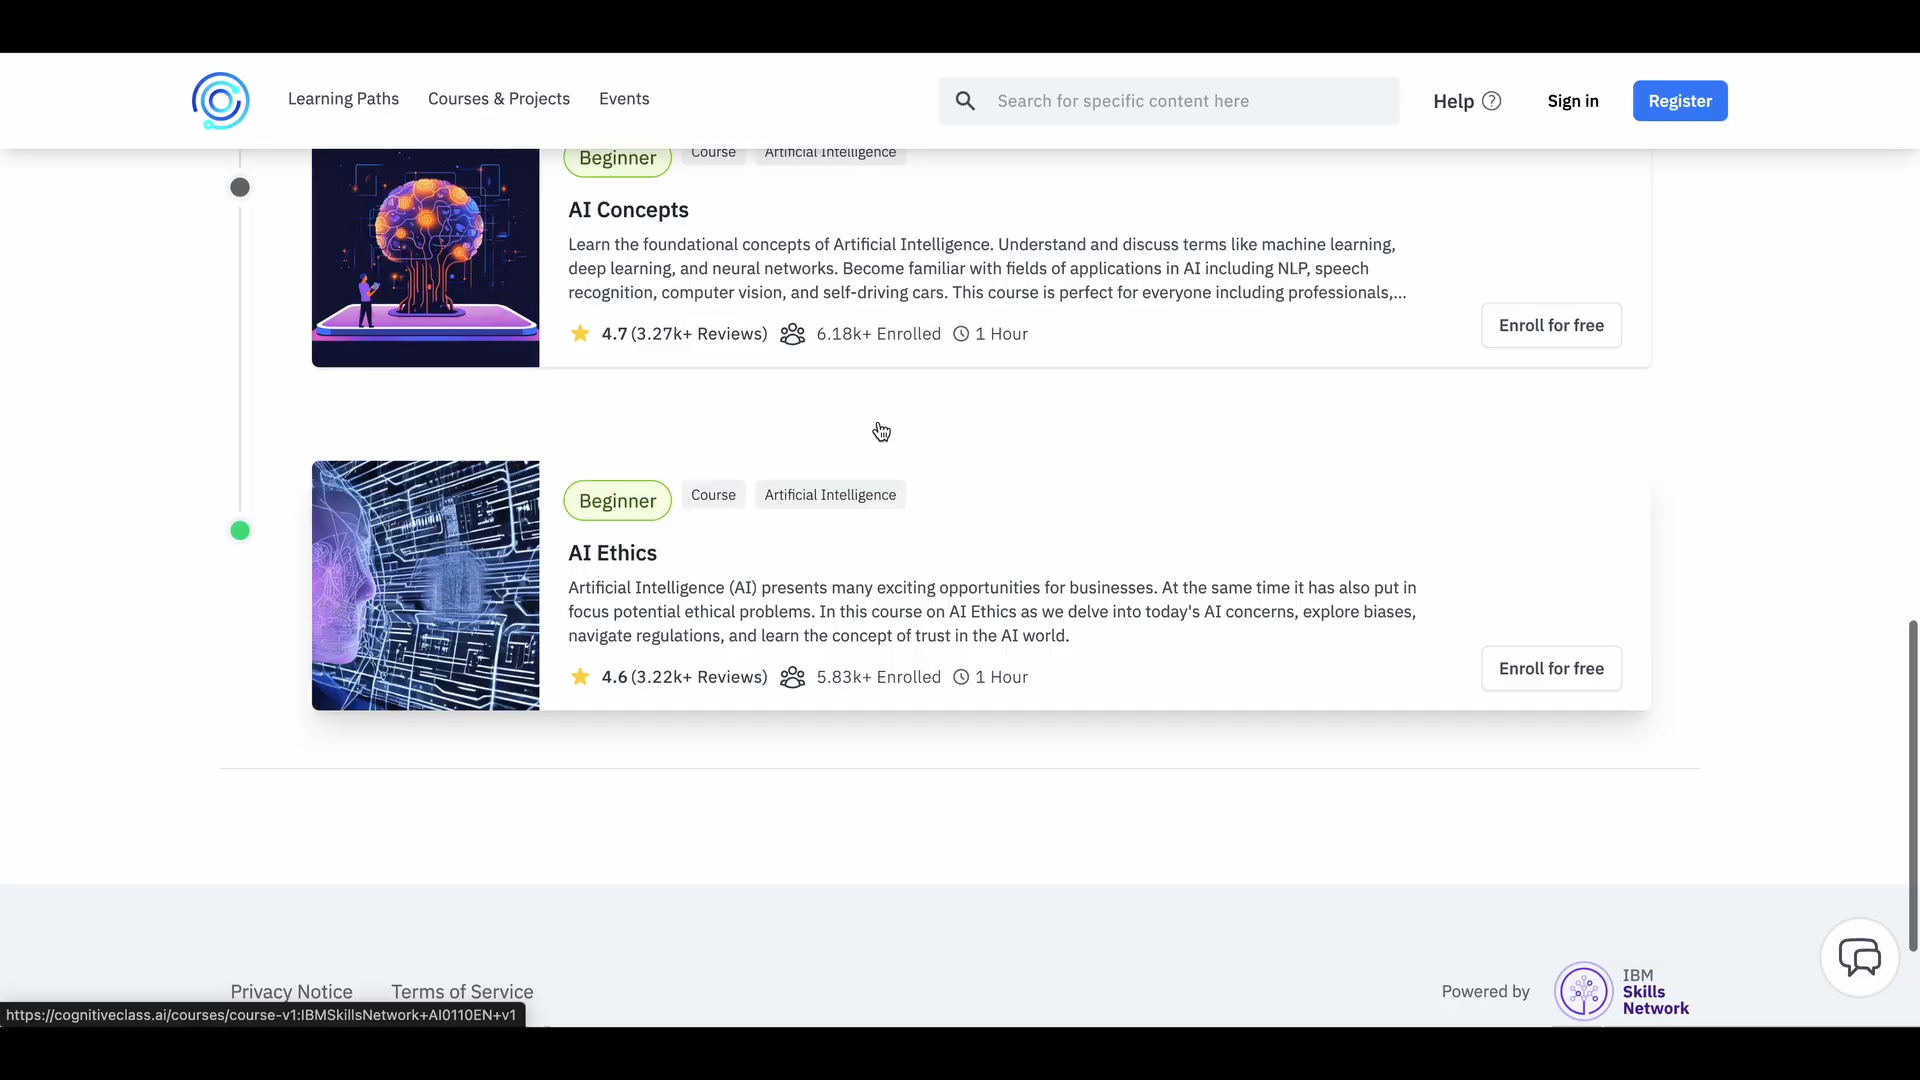 Learning Paths
Courses & Projects
Events
Search for specific content here
Help ?
Sign in
Register
Beginner
Course
Artificial Intelligence
AI Concepts
Learn the foundational concepts of Artificial Intelligence. Understand and discuss terms like machine learning,
deep learning, and neural networks. Become familiar with fields of applications in AI including NLP, speech
recognition, computer vision, and self-driving cars. This course is perfect for everyone including professionals,...
4.7 (3.27k+ Reviews) 6.18k+ Enrolled 1 Hour
Enroll for free
Beginner
Course
Artificial Intelligence
AI Ethics
Artificial Intelligence (AI) presents many exciting opportunities for businesses. At the same time it has also put in
focus potential ethical problems. In this course on AI Ethics as we delve into today's AI concerns, explore biases,
navigate regulations, and learn the concept of trust in the AI world.
4.6 (3.22k+ Reviews) 5.83k+ Enrolled 1 Hour
Enroll for free
Privacy Notice
Terms of Service
Powered by
IBM
Skills
Network
https://cognitiveclass.ai/courses/course-v1:IBMSkillsNetwork+AI0110EN+v1